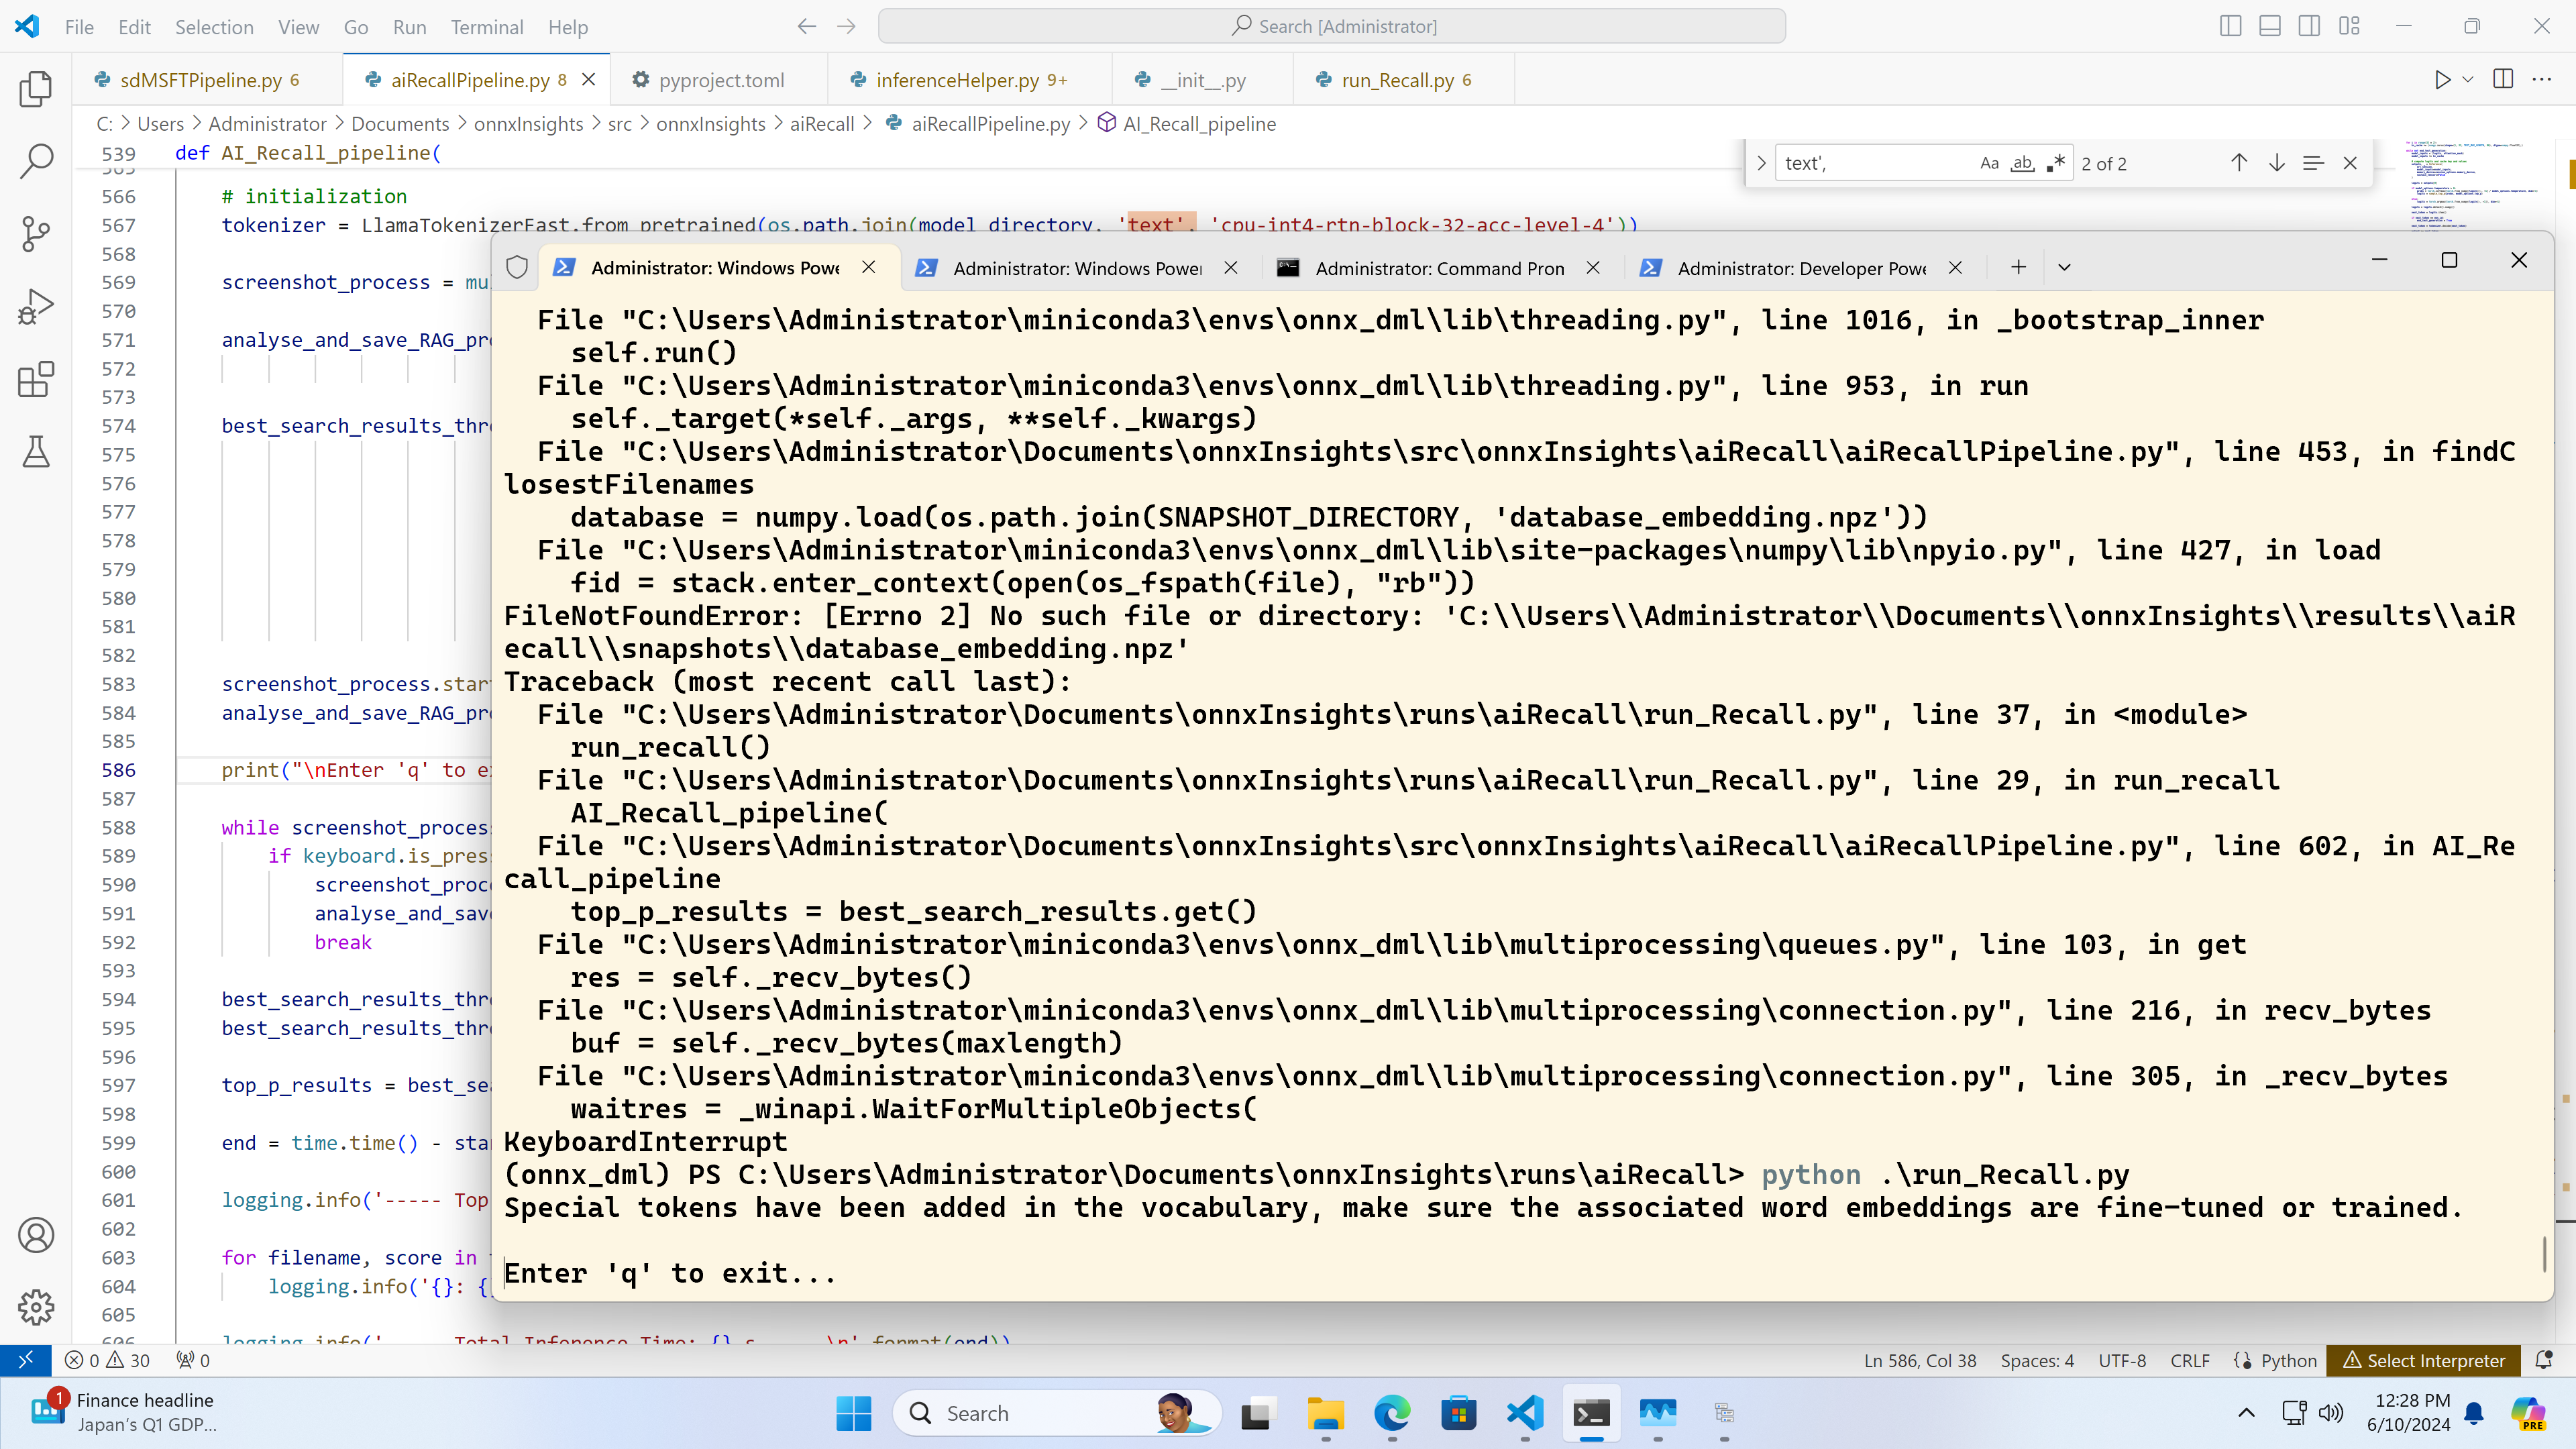 File Edit Selection View Go Run Terminal Help
Search [Administrator]
sdMSFTPipeline.py 6
aiRecallPipeline.py 8
pyproject.toml
inferenceHelper.py 9+
__init__.py
run_Recall.py 6
C: > Users > Administrator > Documents > onnxInsights > src > onnxInsights > aiRecall > aiRecallPipeline.py > AI_Recall_pipeline
539 def AI_Recall_pipeline(
text',
Aa ab .*
2 of 2
565
566 # initialization
567 tokenizer = LlamaTokenizerFast.from_pretrained(os.path.join(model_directory, 'text', 'cpu-int4-rtn-block-32-acc-level-4'))
568
569 screenshot_process = mu
570
571 analyse_and_save_RAG_pr
572
573
574 best_search_results_thr
575
576
577
578
579
580
581
582
583 screenshot_process.star
584 analyse_and_save_RAG_pr
585
586 print("\nEnter 'q' to e
587
588 while screenshot_proces
589 if keyboard.is_pres
590 screenshot_proc
591 analyse_and_sav
592 break
593
594 best_search_results_thr
595 best_search_results_thr
596
597 top_p_results = best_se
598
599 end = time.time() - sta
600
601 logging.info('----- Top
602
603 for filename, score in
604 logging.info('{}: {
605
606 logging.info('----- Total Inference Time: {} s ----- \n'.format(end))
Administrator: Windows Powe
Administrator: Windows Power
Administrator: Command Pron
Administrator: Developer Powe
File "C:\Users\Administrator\miniconda3\envs\onnx_dml\lib\threading.py", line 1016, in _bootstrap_inner
self.run()
File "C:\Users\Administrator\miniconda3\envs\onnx_dml\lib\threading.py", line 953, in run
self._target(*self._args, **self._kwargs)
File "C:\Users\Administrator\Documents\onnxInsights\src\onnxInsights\aiRecall\aiRecallPipeline.py", line 453, in findC
losestFilenames
database = numpy.load(os.path.join(SNAPSHOT_DIRECTORY, 'database_embedding.npz'))
File "C:\Users\Administrator\miniconda3\envs\onnx_dml\lib\site-packages\numpy\lib\npyio.py", line 427, in load
fid = stack.enter_context(open(os_fspath(file), "rb"))
FileNotFoundError: [Errno 2] No such file or directory: 'C:\\Users\\Administrator\\Documents\\onnxInsights\\results\\aiR
ecall\\snapshots\\database_embedding.npz'
Traceback (most recent call last):
File "C:\Users\Administrator\Documents\onnxInsights\runs\aiRecall\run_Recall.py", line 37, in <module>
run_recall()
File "C:\Users\Administrator\Documents\onnxInsights\runs\aiRecall\run_Recall.py", line 29, in run_recall
AI_Recall_pipeline(
File "C:\Users\Administrator\Documents\onnxInsights\src\onnxInsights\aiRecall\aiRecallPipeline.py", line 602, in AI_Re
call_pipeline
top_p_results = best_search_results.get()
File "C:\Users\Administrator\miniconda3\envs\onnx_dml\lib\multiprocessing\queues.py", line 103, in get
res = self._recv_bytes()
File "C:\Users\Administrator\miniconda3\envs\onnx_dml\lib\multiprocessing\connection.py", line 216, in recv_bytes
buf = self._recv_bytes(maxlength)
File "C:\Users\Administrator\miniconda3\envs\onnx_dml\lib\multiprocessing\connection.py", line 305, in _recv_bytes
waitres = _winapi.WaitForMultipleObjects(
KeyboardInterrupt
(onnx_dml) PS C:\Users\Administrator\Documents\onnxInsights\runs\aiRecall> python .\run_Recall.py
Special tokens have been added in the vocabulary, make sure the associated word embeddings are fine-tuned or trained.
Enter 'q' to exit...
0 30 0
Ln 586, Col 38 Spaces: 4 UTF-8 CRLF Python Select Interpreter
1 Finance headline
Japan's Q1 GDP...
Search
12:28 PM
6/10/2024
PRE